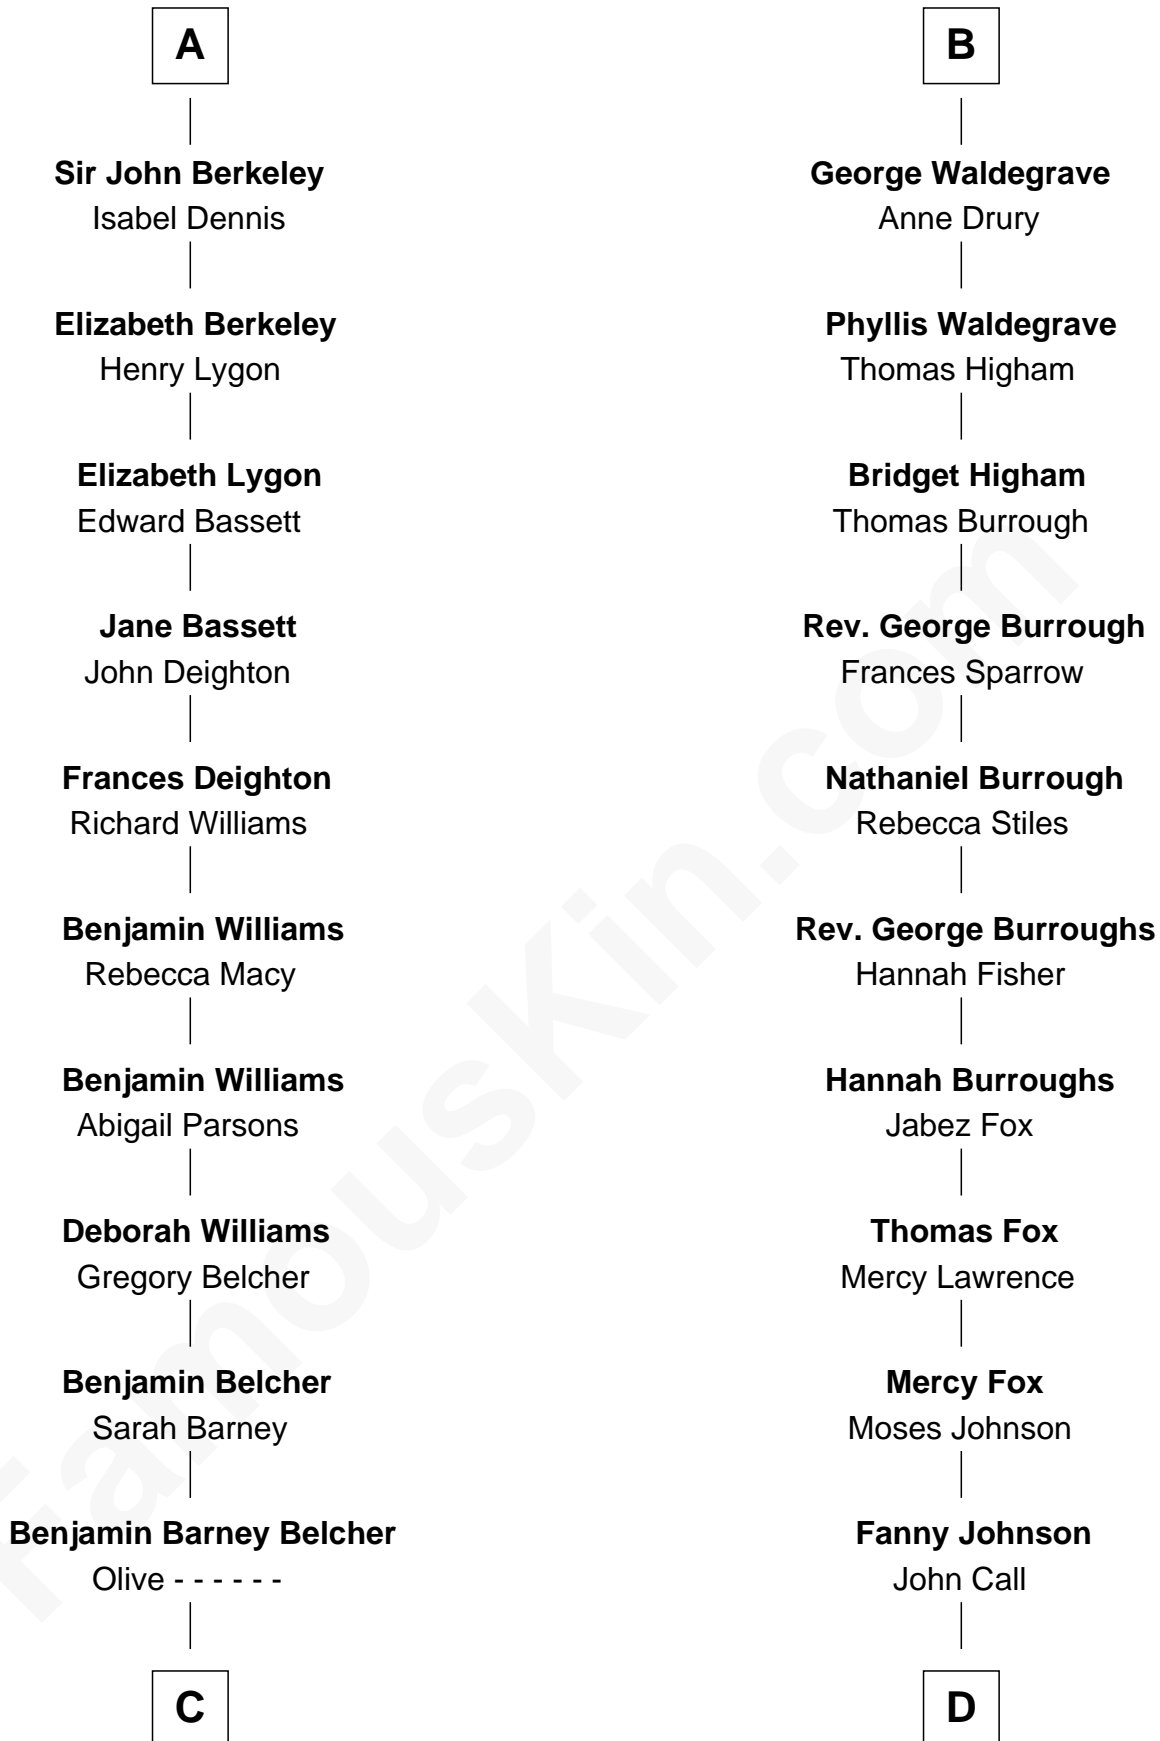 A
Sir John Berkeley
Isabel Dennis
Elizabeth Berkeley
Henry Lygon
Elizabeth Lygon
Edward Bassett
Jane Bassett
John Deighton
Frances Deighton
Richard Williams
Benjamin Williams
Rebecca Macy
Benjamin Williams
Abigail Parsons
Deborah Williams
Gregory Belcher
Benjamin Belcher
Sarah Barney
Benjamin Barney Belcher
Olive - - - - - -
C
B
George Waldegrave
Anne Drury
Phyllis Waldegrave
Thomas Higham
Bridget Higham
Thomas Burrough
Rev. George Burrough
Frances Sparrow
Nathaniel Burrough
Rebecca Stiles
Rev. George Burroughs
Hannah Fisher
Hannah Burroughs
Jabez Fox
Thomas Fox
Mercy Lawrence
Mercy Fox
Moses Johnson
Fanny Johnson
John Call
D
FamousKin.com